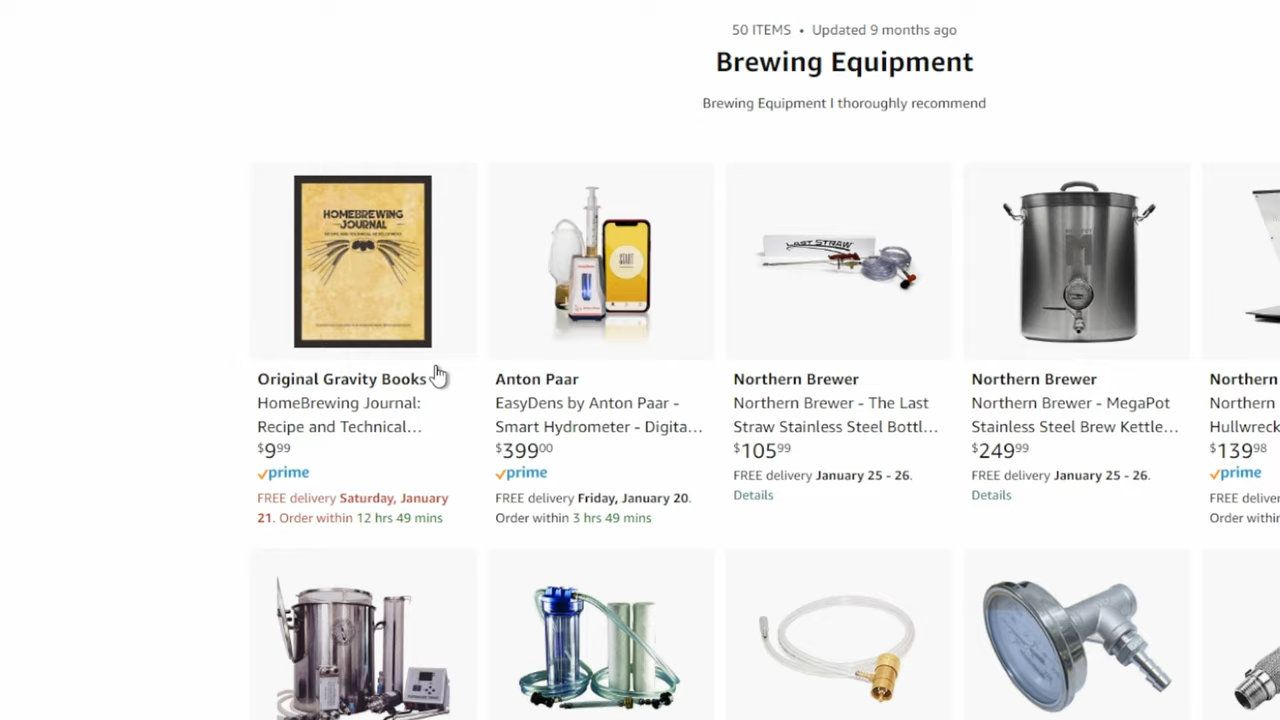 50 ITEMS • Updated 9 months ago
Brewing Equipment
Brewing Equipment I thoroughly recommend
HOMEBREWING
JOURNAL
START
LAST STRAW
Original Gravity Books
HomeBrewing Journal:
Recipe and Technical...
$999
prime
FREE delivery Saturday, January
21. Order within 12 hrs 49 mins
Anton Paar
EasyDens by Anton Paar -
Smart Hydrometer - Digita...
$39900
prime
FREE delivery Friday, January 20.
Order within 3 hrs 49 mins
Northern Brewer
Northern Brewer - The Last
Straw Stainless Steel Bottl...
$10599
FREE delivery January 25 - 26.
Details
Northern Brewer
Northern Brewer - MegaPot
Stainless Steel Brew Kettle...
$24999
FREE delivery January 25 - 26.
Details
Northern
Northern
Hullwreck
$13998
prime
FREE delive
Order withi